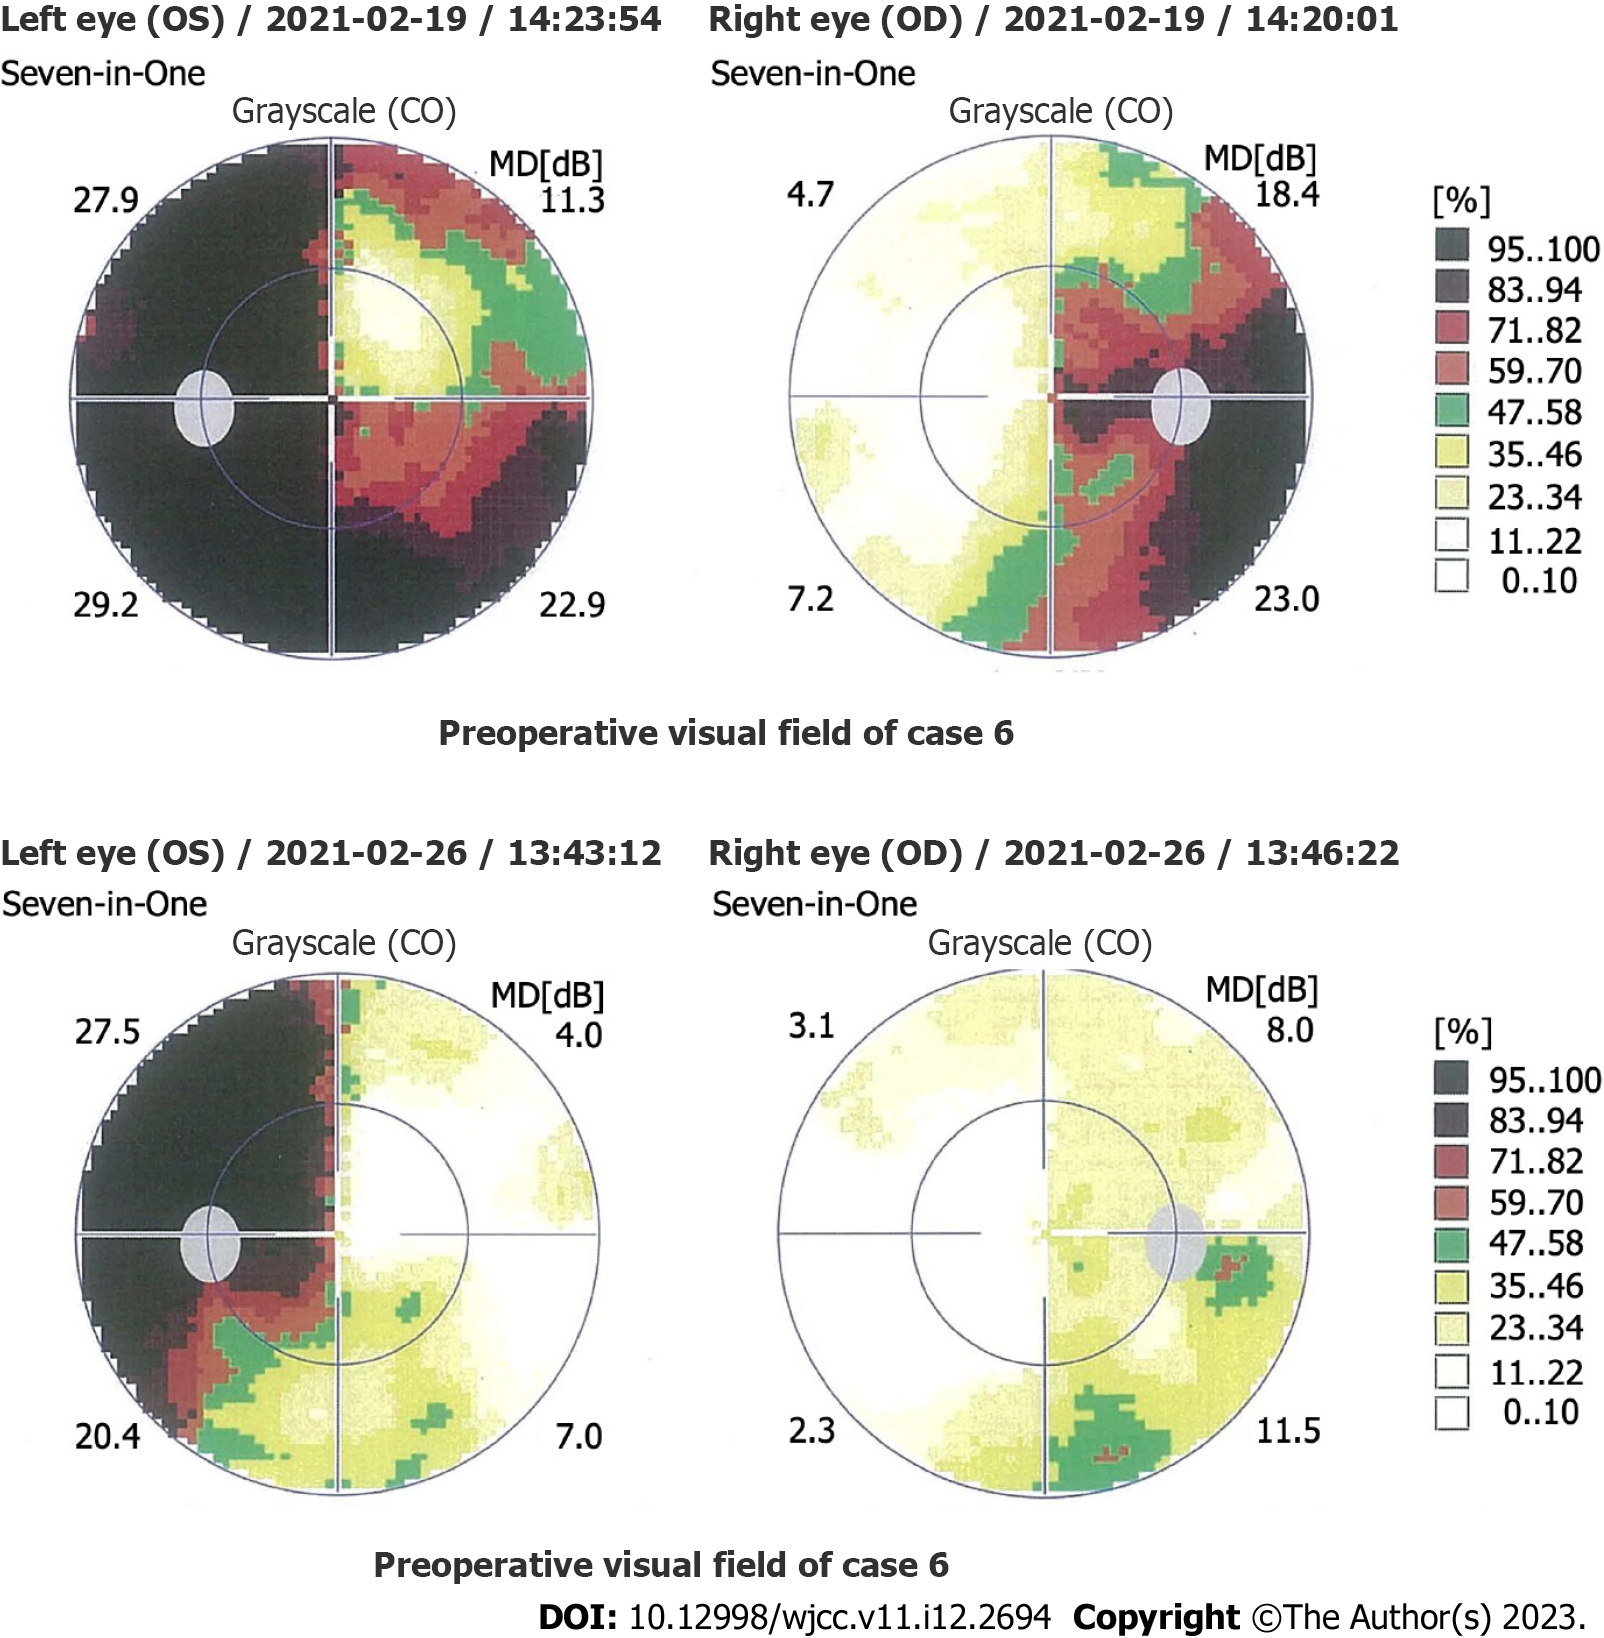 Left eye (OS) / 2021-02-19 / 14:23:54
Seven-in-One
Grayscale (CO)
MD[dB]
27.9
11.3
29.2
22.9
Right eye (OD) / 2021-02-19 / 14:20:01
Seven-in-One
Grayscale (CO)
MD[dB]
4.7
18.4
7.2
23.0
[%]
95..100
83..94
71..82
59..70
47..58
35..46
23..34
11..22
0..10
Preoperative visual field of case 6
Left eye (OS) / 2021-02-26 / 13:43:12
Seven-in-One
Grayscale (CO)
MD[dB]
27.5
4.0
20.4
7.0
Right eye (OD) / 2021-02-26 / 13:46:22
Seven-in-One
Grayscale (CO)
MD[dB]
3.1
8.0
2.3
11.5
[%]
95..100
83..94
71..82
59..70
47..58
35..46
23..34
11..22
0..10
Preoperative visual field of case 6
DOI: 10.12998/wjcc.v11.i12.2694 Copyright ©The Author(s) 2023.